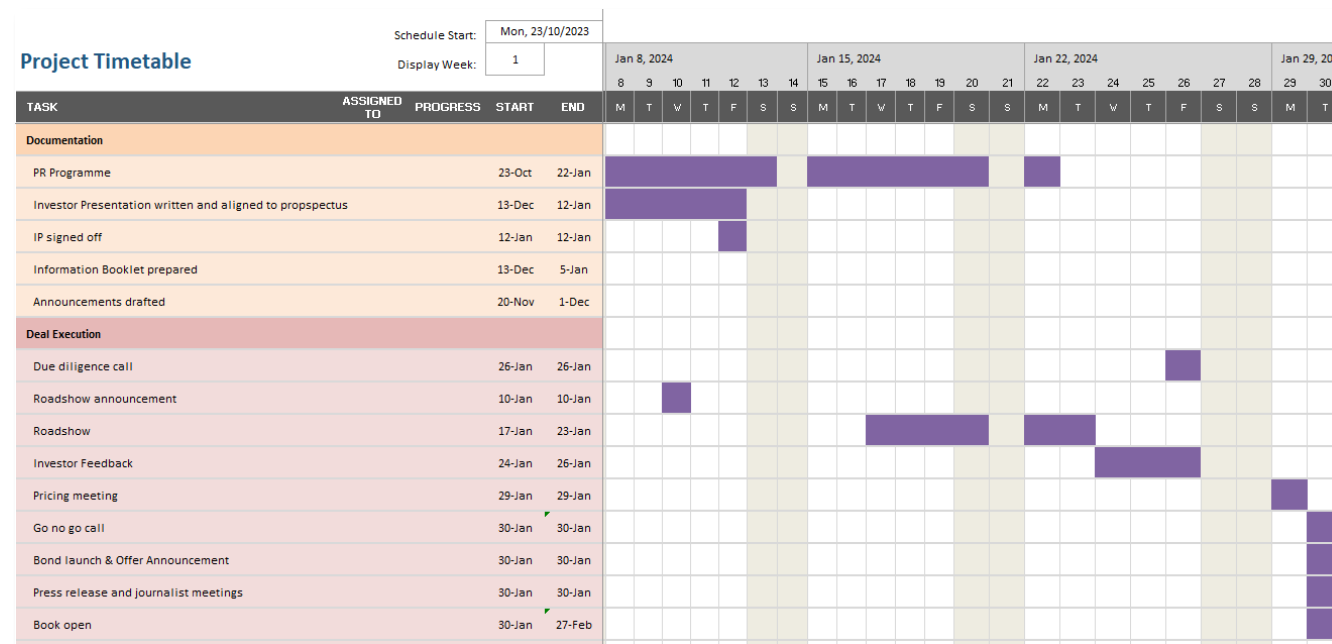 Schedule Start: Mon, 23/10/2023
Project Timetable Display Week: 1
Jan 8, 2024 Jan 15, 2024 Jan 22, 2024 Jan 29, 20
8 9 10 11 12 13 14 15 16 17 18 19 20 21 22 23 24 25 26 27 28 29 30
TASK ASSIGNED TO PROGRESS START END M T W T F S S M T W T F S S M T W T F S S M T
Documentation
PR Programme 23-Oct 22-Jan
Investor Presentation written and aligned to propspectus 13-Dec 12-Jan
IP signed off 12-Jan 12-Jan
Information Booklet prepared 13-Dec 5-Jan
Announcements drafted 20-Nov 1-Dec
Deal Execution
Due diligence call 26-Jan 26-Jan
Roadshow announcement 10-Jan 10-Jan
Roadshow 17-Jan 23-Jan
Investor Feedback 24-Jan 26-Jan
Pricing meeting 29-Jan 29-Jan
Go no go call 30-Jan 30-Jan
Bond launch & Offer Announcement 30-Jan 30-Jan
Press release and journalist meetings 30-Jan 30-Jan
Book open 30-Jan 27-Feb